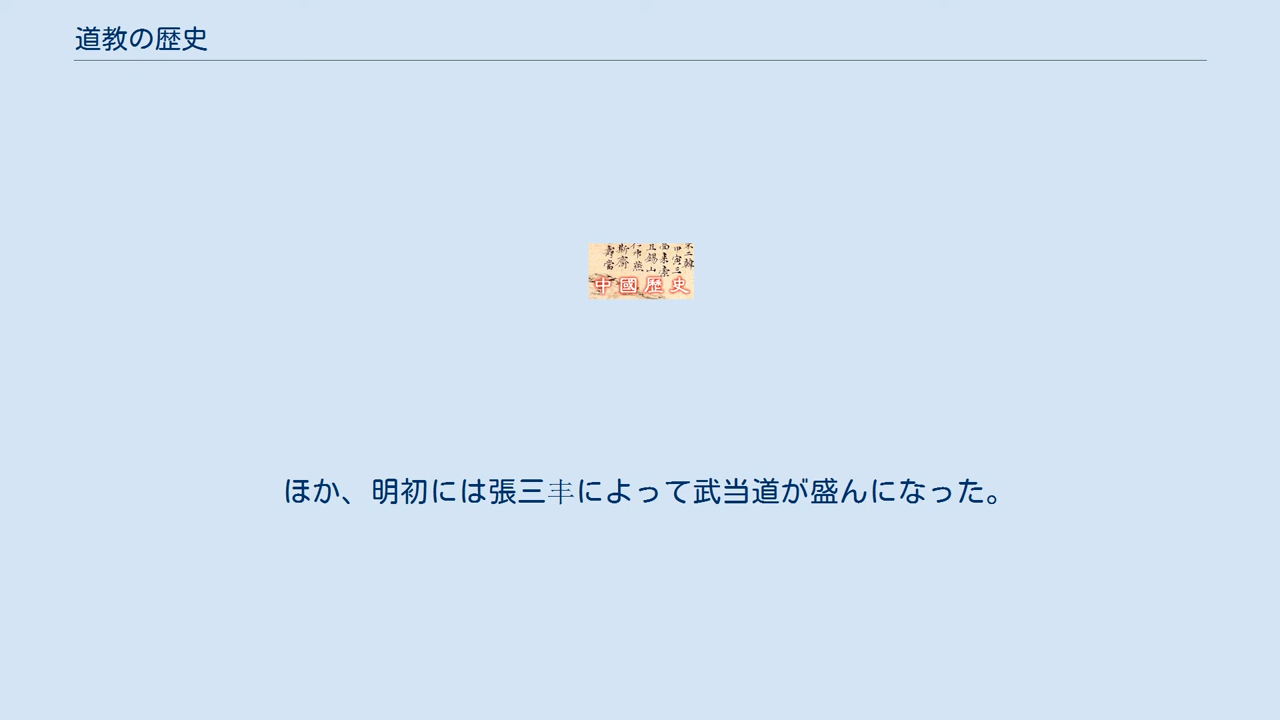 道教の歴史
中國歷史
ほか、明初には張三丰によって武当道が盛んになった。